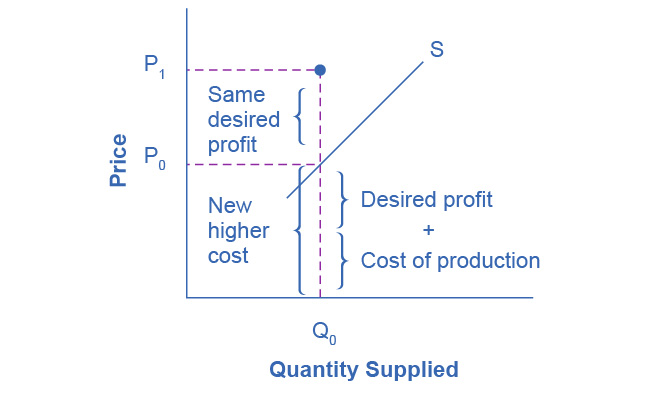 P1
S
Same
desired
profit
P0
Price
New
higher
cost
Desired profit
+
Cost of production
Q0
Quantity Supplied